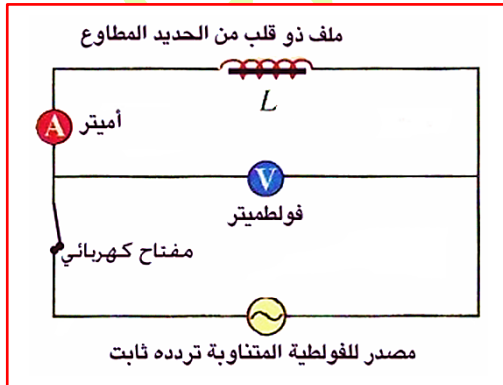 ملف ذو قلب من الحديد المطاوع
L
A أميتر
V
فولطميتر
مفتاح كهربائي
مصدر للفولطية المتناوبة تردده ثابت